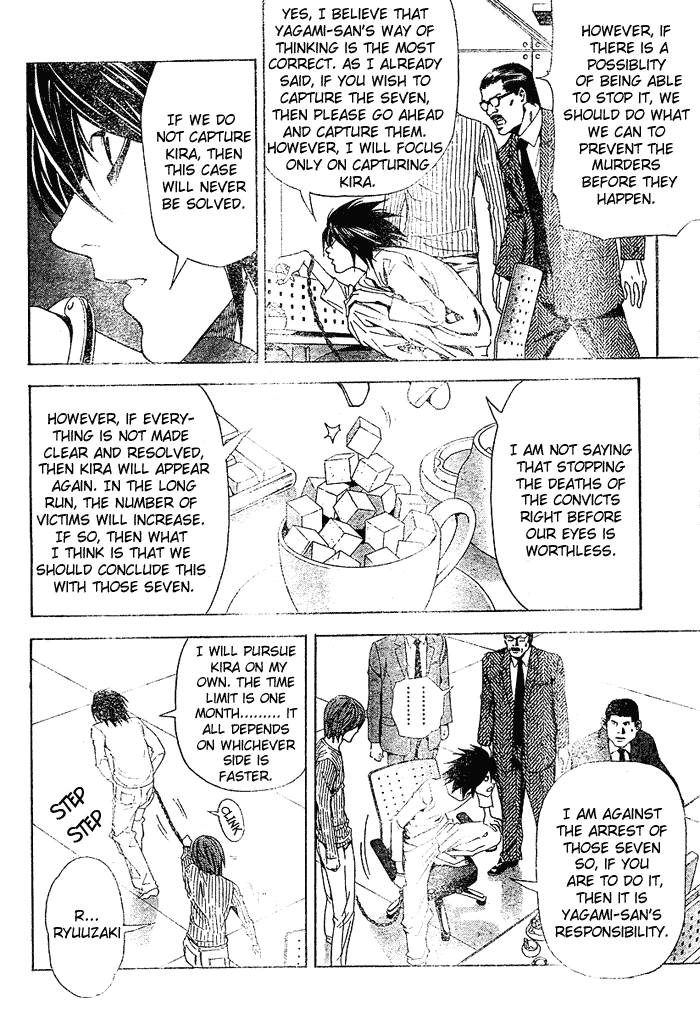 HOWEVER, IF
THERE IS A
POSSIBLITY
OF BEING ABLE
TO STOP IT, WE
SHOULD DO WHAT
WE CAN TO
PREVENT THE
MURDERS
BEFORE THEY
HAPPEN.
YES, I BELIEVE THAT
YAGAMI-SAN'S WAY OF
THINKING IS THE MOST
CORRECT. AS I ALREADY
SAID, IF YOU WISH TO
CAPTURE THE SEVEN,
THEN PLEASE GO AHEAD
AND CAPTURE THEM.
HOWEVER, I WILL FOCUS
ONLY ON CAPTURING
KIRA.
IF WE DO
NOT CAPTURE
KIRA, THEN
THIS CASE
WILL NEVER
BE SOLVED.
I AM NOT SAYING
THAT STOPPING
THE DEATHS OF
THE CONVICTS
RIGHT BEFORE
OUR EYES IS
WORTHLESS.
HOWEVER, IF EVERY-
THING IS NOT MADE
CLEAR AND RESOLVED,
THEN KIRA WILL APPEAR
AGAIN. IN THE LONG
RUN, THE NUMBER OF
VICTIMS WILL INCREASE.
IF SO, THEN WHAT
I THINK IS THAT WE
SHOULD CONCLUDE THIS
WITH THOSE SEVEN.
I AM AGAINST
THE ARREST OF
THOSE SEVEN
SO, IF YOU
ARE TO DO IT,
THEN IT IS
YAGAMI-SAN'S
RESPONSIBILITY.
I WILL PURSUE
KIRA ON MY
OWN. THE TIME
LIMIT IS ONE
MONTH......... IT
ALL DEPENDS
ON WHICHEVER
SIDE IS
FASTER.
CLINK
STEP
STEP
R...
RYUUZAKI